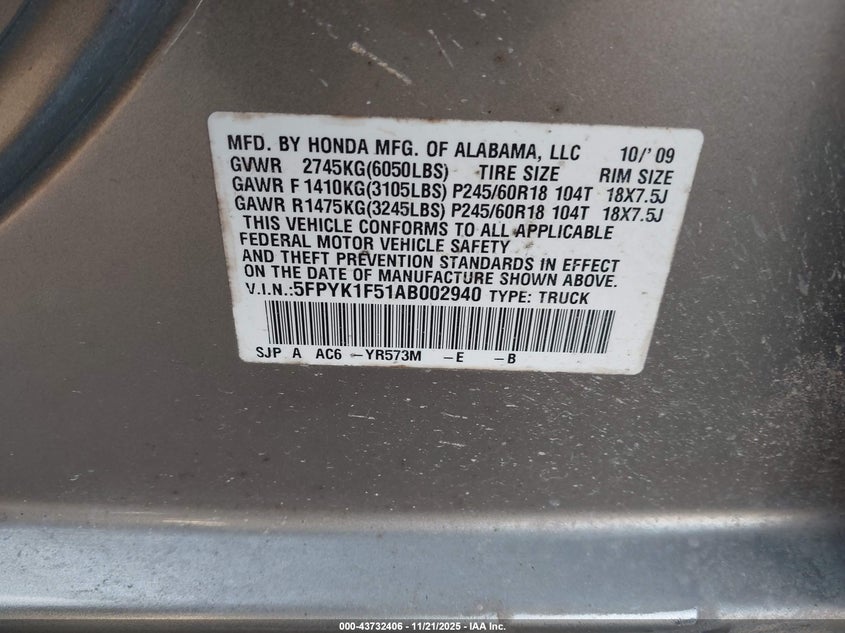 MFD. BY HONDA MFG. OF ALABAMA, LLC 10/'09
GVWR 2745KG(6050LBS) TIRE SIZE RIM SIZE
GAWR F 1410KG(3105LBS) P245/60R18 104T 18X7.5J
GAWR R1475KG(3245LBS) P245/60R18 104T 18X7.5J
THIS VEHICLE CONFORMS TO ALL APPLICABLE
FEDERAL MOTOR VEHICLE SAFETY
AND THEFT PREVENTION STANDARDS IN EFFECT
ON THE DATE OF MANUFACTURE SHOWN ABOVE.
V.I.N.:5FPYK1F51AB002940 TYPE: TRUCK
SJP A AC6 -YR573M -E -B
000-43732406 - 11/21/2025 - IAA Inc.